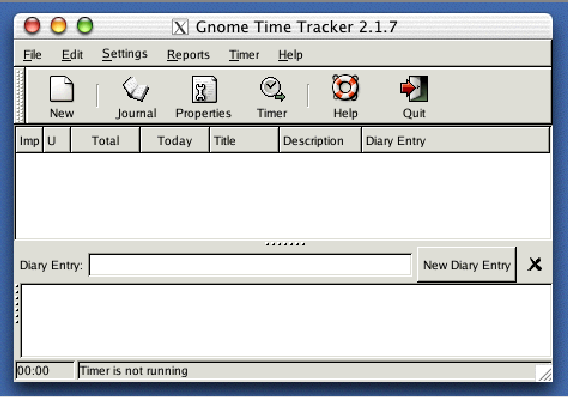 X Gnome Time Tracker 2.1.7
File Edit Settings Reports Timer Help
New Journal Properties Timer Help Quit
Imp U Total Today Title Description Diary Entry
Diary Entry: New Diary Entry
00:00 Timer is not running